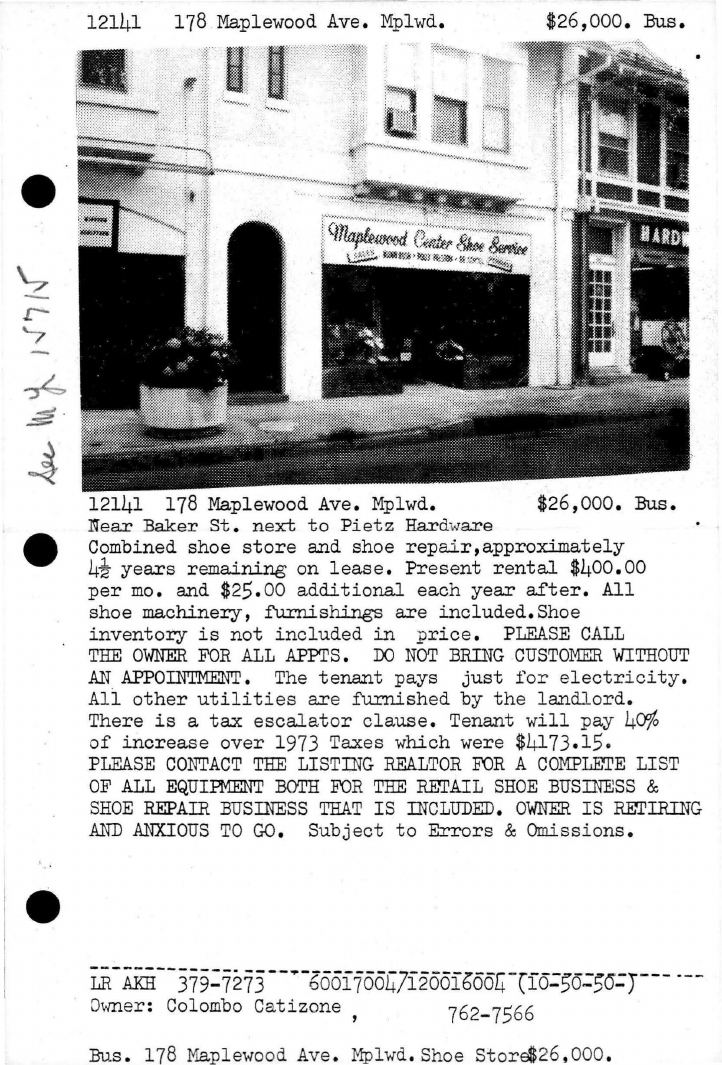 12141 178 Maplewood Ave. Mplwd. $26,000. Bus.
Maplewood Center Shoe Service
HARDW
See My 15715
12141 178 Maplewood Ave. Mplwd. $26,000. Bus.
Near Baker St. next to Pietz Hardware
Combined shoe store and shoe repair,approximately
4½ years remaining on lease. Present rental $400.00
per mo. and $25.00 additional each year after. All
shoe machinery, furnishings are included.Shoe
inventory is not included in price. PLEASE CALL
THE OWNER FOR ALL APPTS. DO NOT BRING CUSTOMER WITHOUT
AN APPOINTMENT. The tenant pays just for electricity.
All other utilities are furnished by the landlord.
There is a tax escalator clause. Tenant will pay 40%
of increase over 1973 Taxes which were $4173.15.
PLEASE CONTACT THE LISTING REALTOR FOR A COMPLETE LIST
OF ALL EQUIPMENT BOTH FOR THE RETAIL SHOE BUSINESS &
SHOE REPAIR BUSINESS THAT IS INCLUDED. OWNER IS RETIRING
AND ANXIOUS TO GO. Subject to Errors & Omissions.
LR AKH 379-7273 60017004/120016004 (10-50-50-)
Owner: Colombo Catizone , 762-7566
Bus. 178 Maplewood Ave. Mplwd. Shoe Store$26,000.